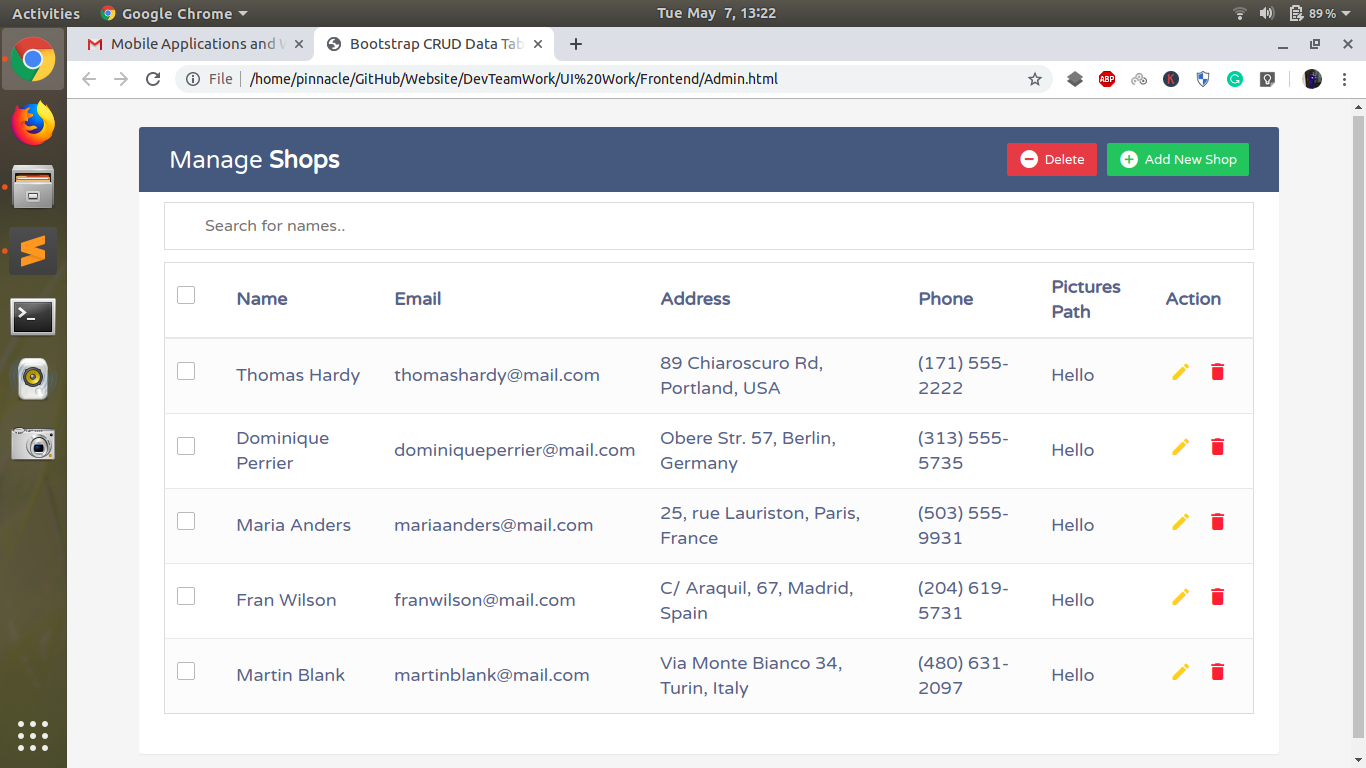 Activities Google Chrome Tue May 7, 13:22 89%
Mobile Applications and Bootstrap CRUD Data Tab
File /home/pinnacle/GitHub/Website/DevTeamWork/UI%20Work/Frontend/Admin.html ABP K G
Manage Shops Delete Add New Shop
Search for names..
Name Email Address Phone Pictures Path Action
Thomas Hardy thomashardy@mail.com 89 Chiaroscuro Rd, Portland, USA (171) 555-2222 Hello
Dominique Perrier dominiqueperrier@mail.com Obere Str. 57, Berlin, Germany (313) 555-5735 Hello
Maria Anders mariaanders@mail.com 25, rue Lauriston, Paris, France (503) 555-9931 Hello
Fran Wilson franwilson@mail.com C/ Araquil, 67, Madrid, Spain (204) 619-5731 Hello
Martin Blank martinblank@mail.com Via Monte Bianco 34, Turin, Italy (480) 631-2097 Hello